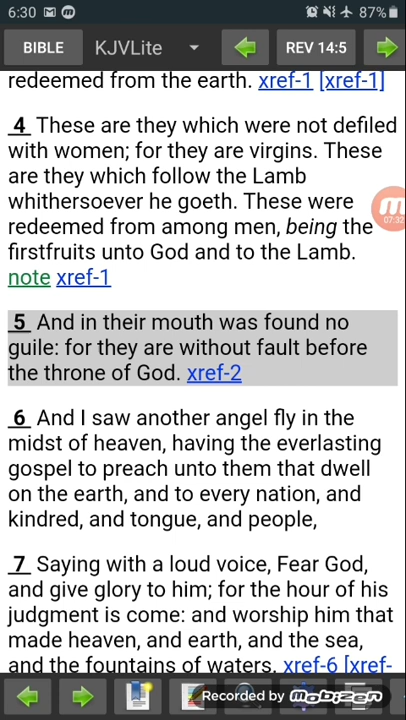 6:30 87%
BIBLE KJVLite REV 14:5
redeemed from the earth. xref-1 [xref-1]
4 These are they which were not defiled
with women; for they are virgins. These
are they which follow the Lamb
whithersoever he goeth. These were
redeemed from among men, being the
07:32
firstfruits unto God and to the Lamb.
note xref-1
5 And in their mouth was found no
guile: for they are without fault before
the throne of God. xref-2
6 And I saw another angel fly in the
midst of heaven, having the everlasting
gospel to preach unto them that dwell
on the earth, and to every nation, and
kindred, and tongue, and people,
7 Saying with a loud voice, Fear God,
and give glory to him; for the hour of his
judgment is come: and worship him that
made heaven, and earth, and the sea,
and the fountains of waters. xref-6 [xref-
Recorded by mobizen